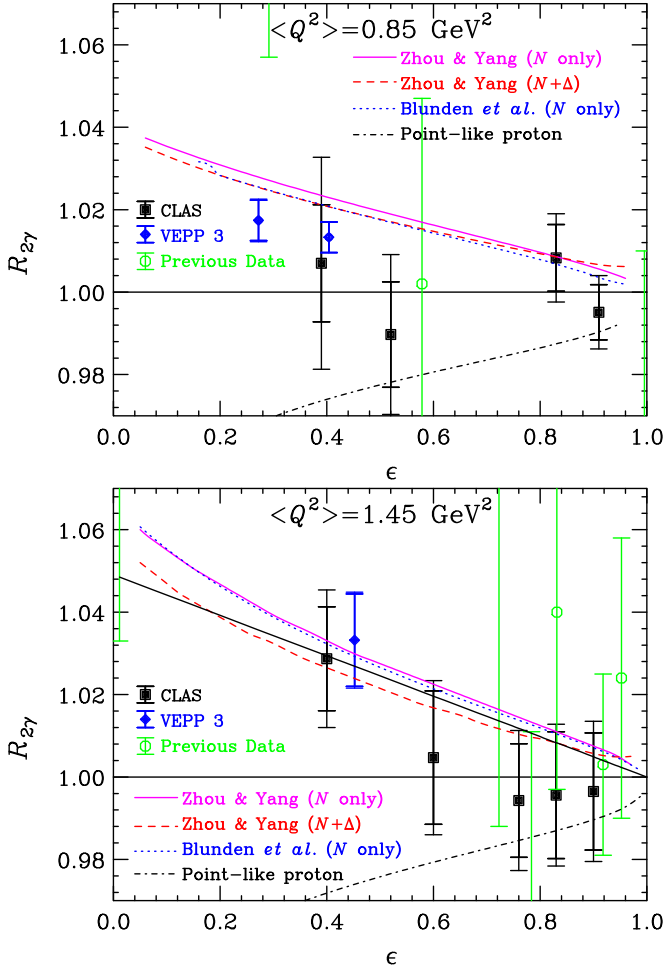 <Q²>=0.85 GeV²
Zhou & Yang (N only)
Zhou & Yang (N+Δ)
Blunden et al. (N only)
Point-like proton
CLAS
VEPP 3
Previous Data
R₂γ
1.06
1.04
1.02
1.00
0.98
0.0 0.2 0.4 0.6 0.8 1.0
ϵ
<Q²>=1.45 GeV²
CLAS
VEPP 3
Previous Data
Zhou & Yang (N only)
Zhou & Yang (N+Δ)
Blunden et al. (N only)
Point-like proton
R₂γ
1.06
1.04
1.02
1.00
0.98
0.0 0.2 0.4 0.6 0.8 1.0
ϵ